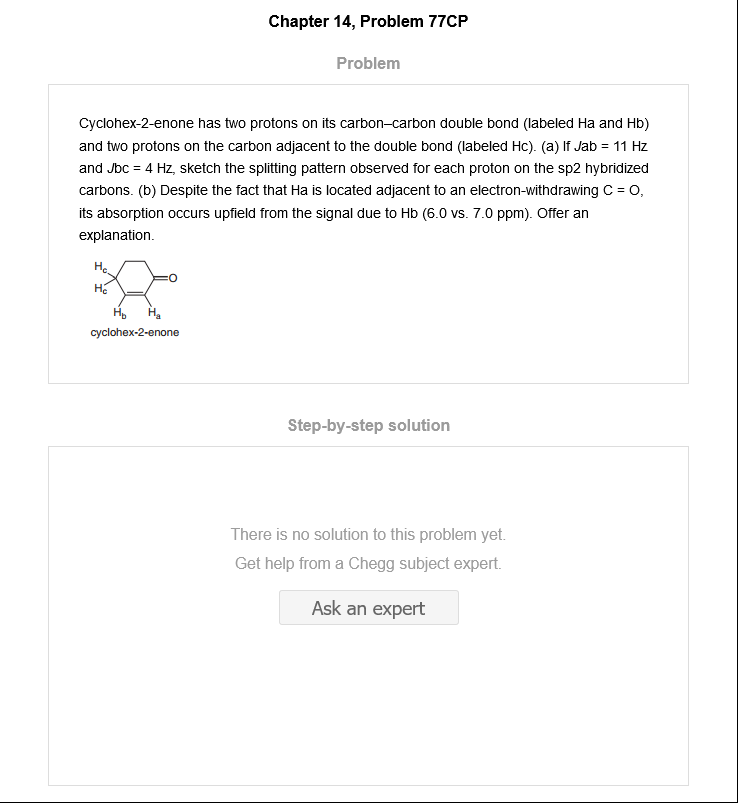 Chapter 14, Problem 77CP
Problem
Cyclohex-2-enone has two protons on its carbon–carbon double bond (labeled Ha and Hb)
and two protons on the carbon adjacent to the double bond (labeled Hc). (a) If Jab = 11 Hz
and Jbc = 4 Hz, sketch the splitting pattern observed for each proton on the sp2 hybridized
carbons. (b) Despite the fact that Ha is located adjacent to an electron-withdrawing C = O,
its absorption occurs upfield from the signal due to Hb (6.0 vs. 7.0 ppm). Offer an
explanation.
Hc
O
Hc
Hb Ha
cyclohex-2-enone
Step-by-step solution
There is no solution to this problem yet.
Get help from a Chegg subject expert.
Ask an expert